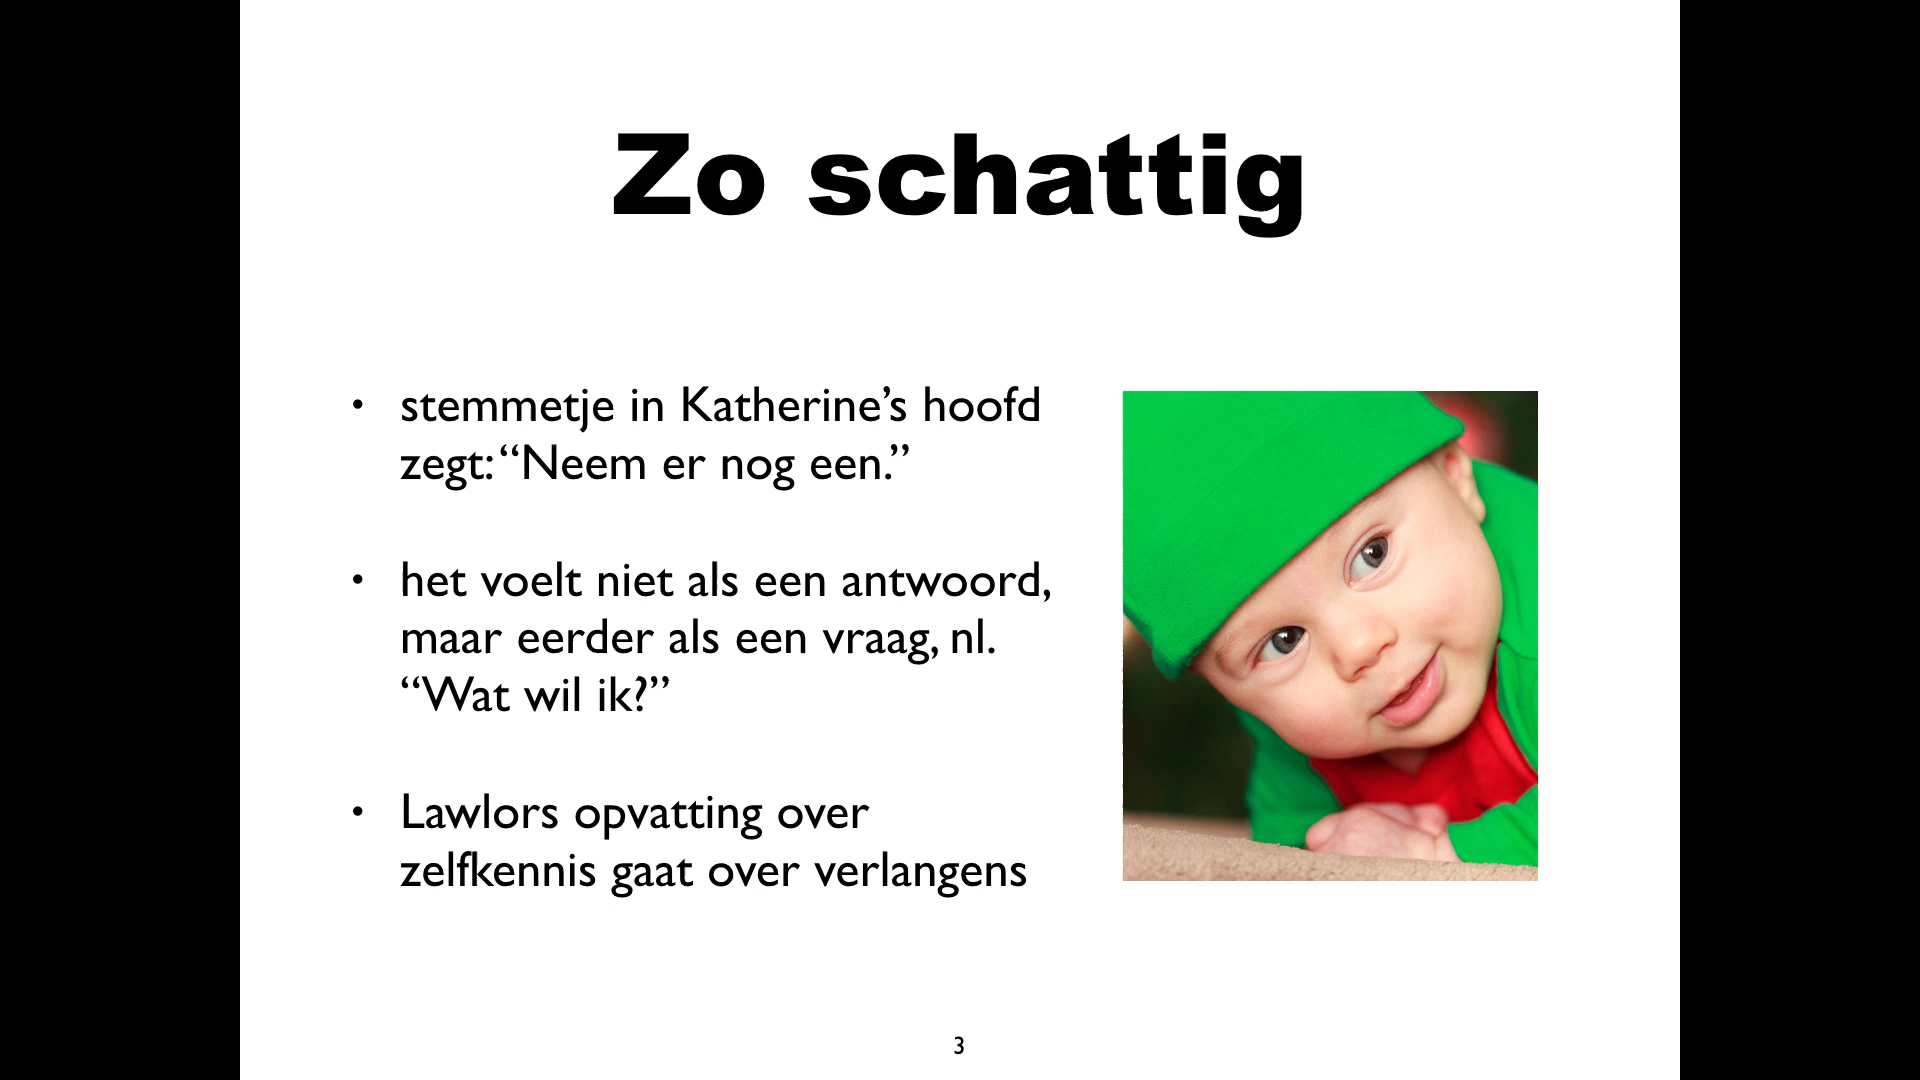 Zo schattig
• stemmetje in Katherine’s hoofd
zegt: “Neem er nog een.”
• het voelt niet als een antwoord,
maar eerder als een vraag, nl.
“Wat wil ik?”
• Lawlors opvatting over
zelfkennis gaat over verlangens
3